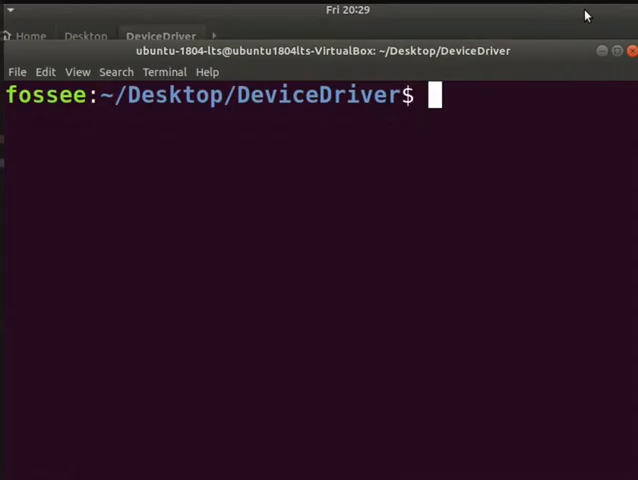 Fri 20:29
Home Desktop DeviceDriver
ubuntu-1804-lts@ubuntu1804lts-VirtualBox: ~/Desktop/DeviceDriver
File Edit View Search Terminal Help
fossee:~/Desktop/DeviceDriver$